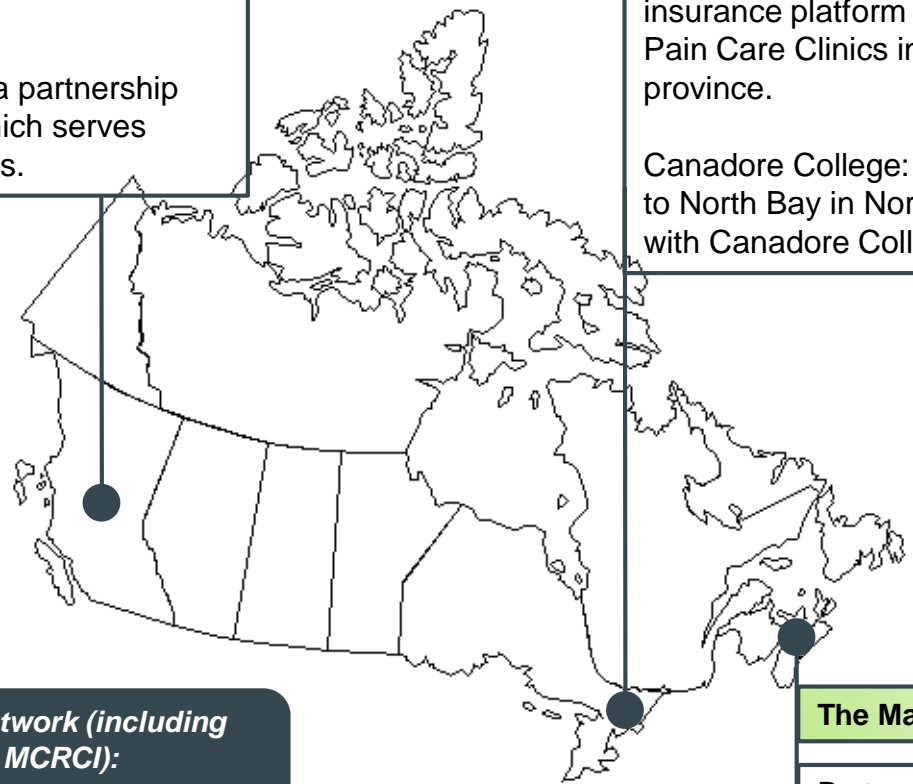 a partnership
which serves
s.
insurance platform
Pain Care Clinics in
province.
Canadore College:
to North Bay in Nor
with Canadore Coll
twork (including
MCRCI):
The Ma